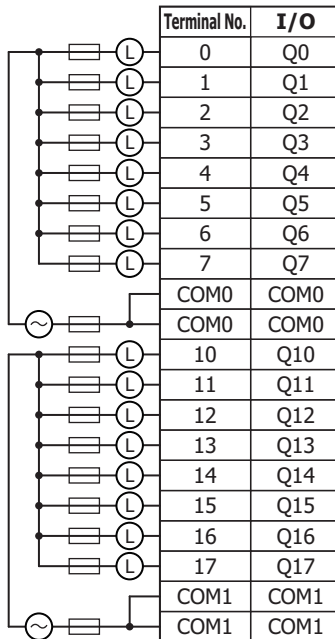 Terminal No. I/O
L 0 Q0
L 1 Q1
L 2 Q2
L 3 Q3
L 4 Q4
L 5 Q5
L 6 Q6
L 7 Q7
COM0 COM0
COM0 COM0
L 10 Q10
L 11 Q11
L 12 Q12
L 13 Q13
L 14 Q14
L 15 Q15
L 16 Q16
L 17 Q17
COM1 COM1
COM1 COM1